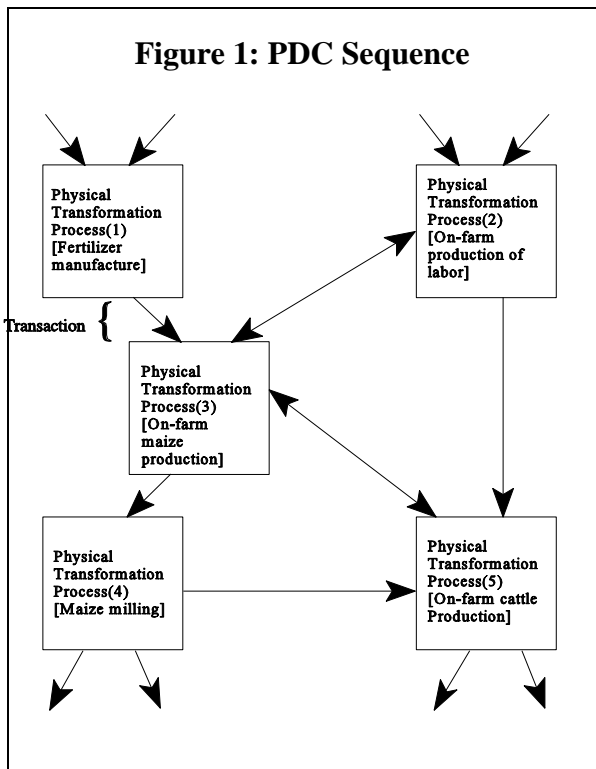 Figure 1: PDC Sequence
Physical
Transformation
Process(1)
[Fertilizer
manufacture]
Physical
Transformation
Process(2)
[On-farm
production of
labor]
Transaction {
Physical
Transformation
Process(3)
[On-farm
maize
production]
Physical
Transformation
Process(4)
[Maize milling]
Physical
Transformation
Process(5)
[On-farm cattle
Production]